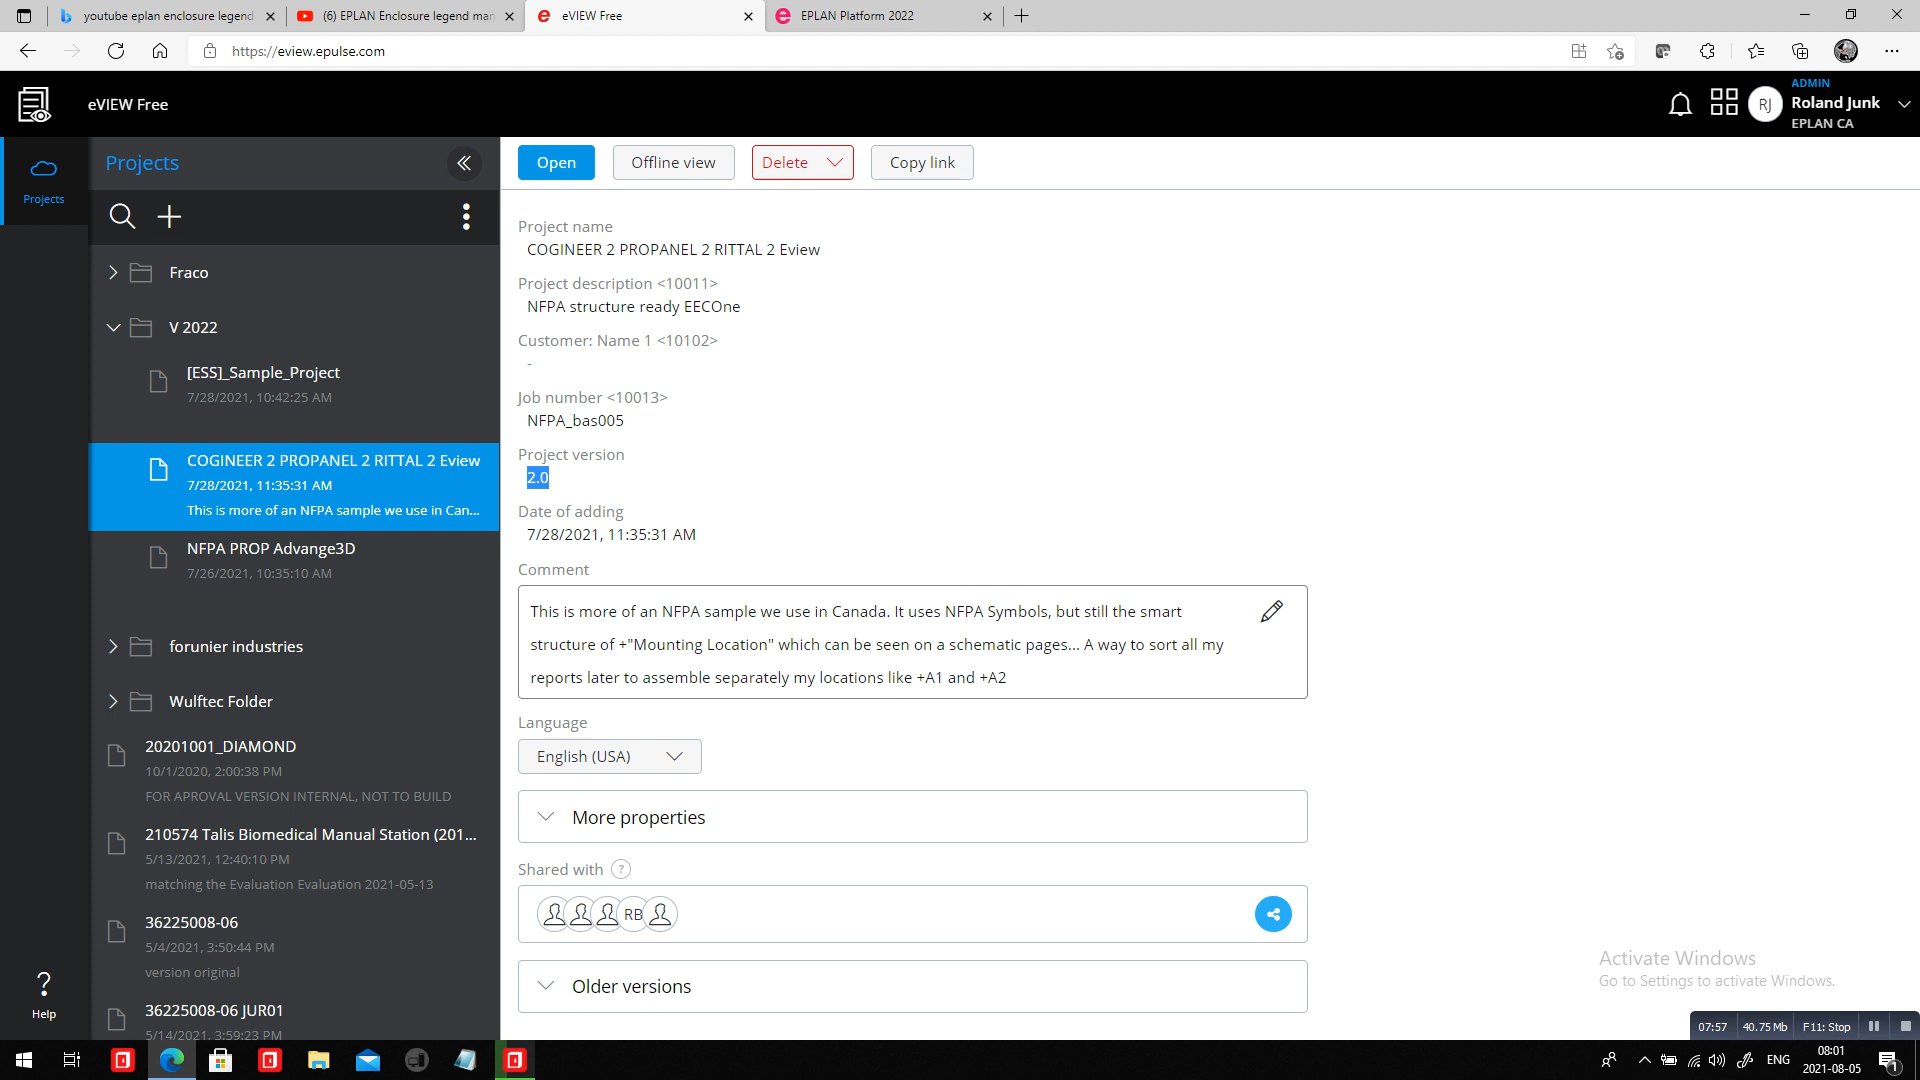 youtube eplan enclosure legend
(6) EPLAN Enclosure legend man
eVIEW Free
EPLAN Platform 2022
https://eview.epulse.com
eVIEW Free
RJ
ADMIN
Roland Junk
EPLAN CA
Projects
Projects
Open
Offline view
Delete
Copy link
Fraco
V 2022
[ESS]_Sample_Project
7/28/2021, 10:42:25 AM
COGINEER 2 PROPANEL 2 RITTAL 2 Eview
7/28/2021, 11:35:31 AM
This is more of an NFPA sample we use in Can...
NFPA PROP Advange3D
7/26/2021, 10:35:10 AM
forunier industries
Wulftec Folder
20201001_DIAMOND
10/1/2020, 2:00:38 PM
FOR APROVAL VERSION INTERNAL, NOT TO BUILD
210574 Talis Biomedical Manual Station (201...
5/13/2021, 12:40:10 PM
matching the Evaluation Evaluation 2021-05-13
36225008-06
5/4/2021, 3:50:44 PM
version original
36225008-06 JUR01
5/14/2021, 3:59:23 PM
Help
Project name
COGINEER 2 PROPANEL 2 RITTAL 2 Eview
Project description <10011>
NFPA structure ready EECOne
Customer: Name 1 <10102>
-
Job number <10013>
NFPA_bas005
Project version
2.0
Date of adding
7/28/2021, 11:35:31 AM
Comment
This is more of an NFPA sample we use in Canada. It uses NFPA Symbols, but still the smart
structure of +"Mounting Location" which can be seen on a schematic pages... A way to sort all my
reports later to assemble separately my locations like +A1 and +A2
Language
English (USA)
More properties
Shared with ?
RB
Older versions
Activate Windows
Go to Settings to activate Windows.
07:57
40.75 Mb
F11: Stop
ENG
08:01
2021-08-05
1